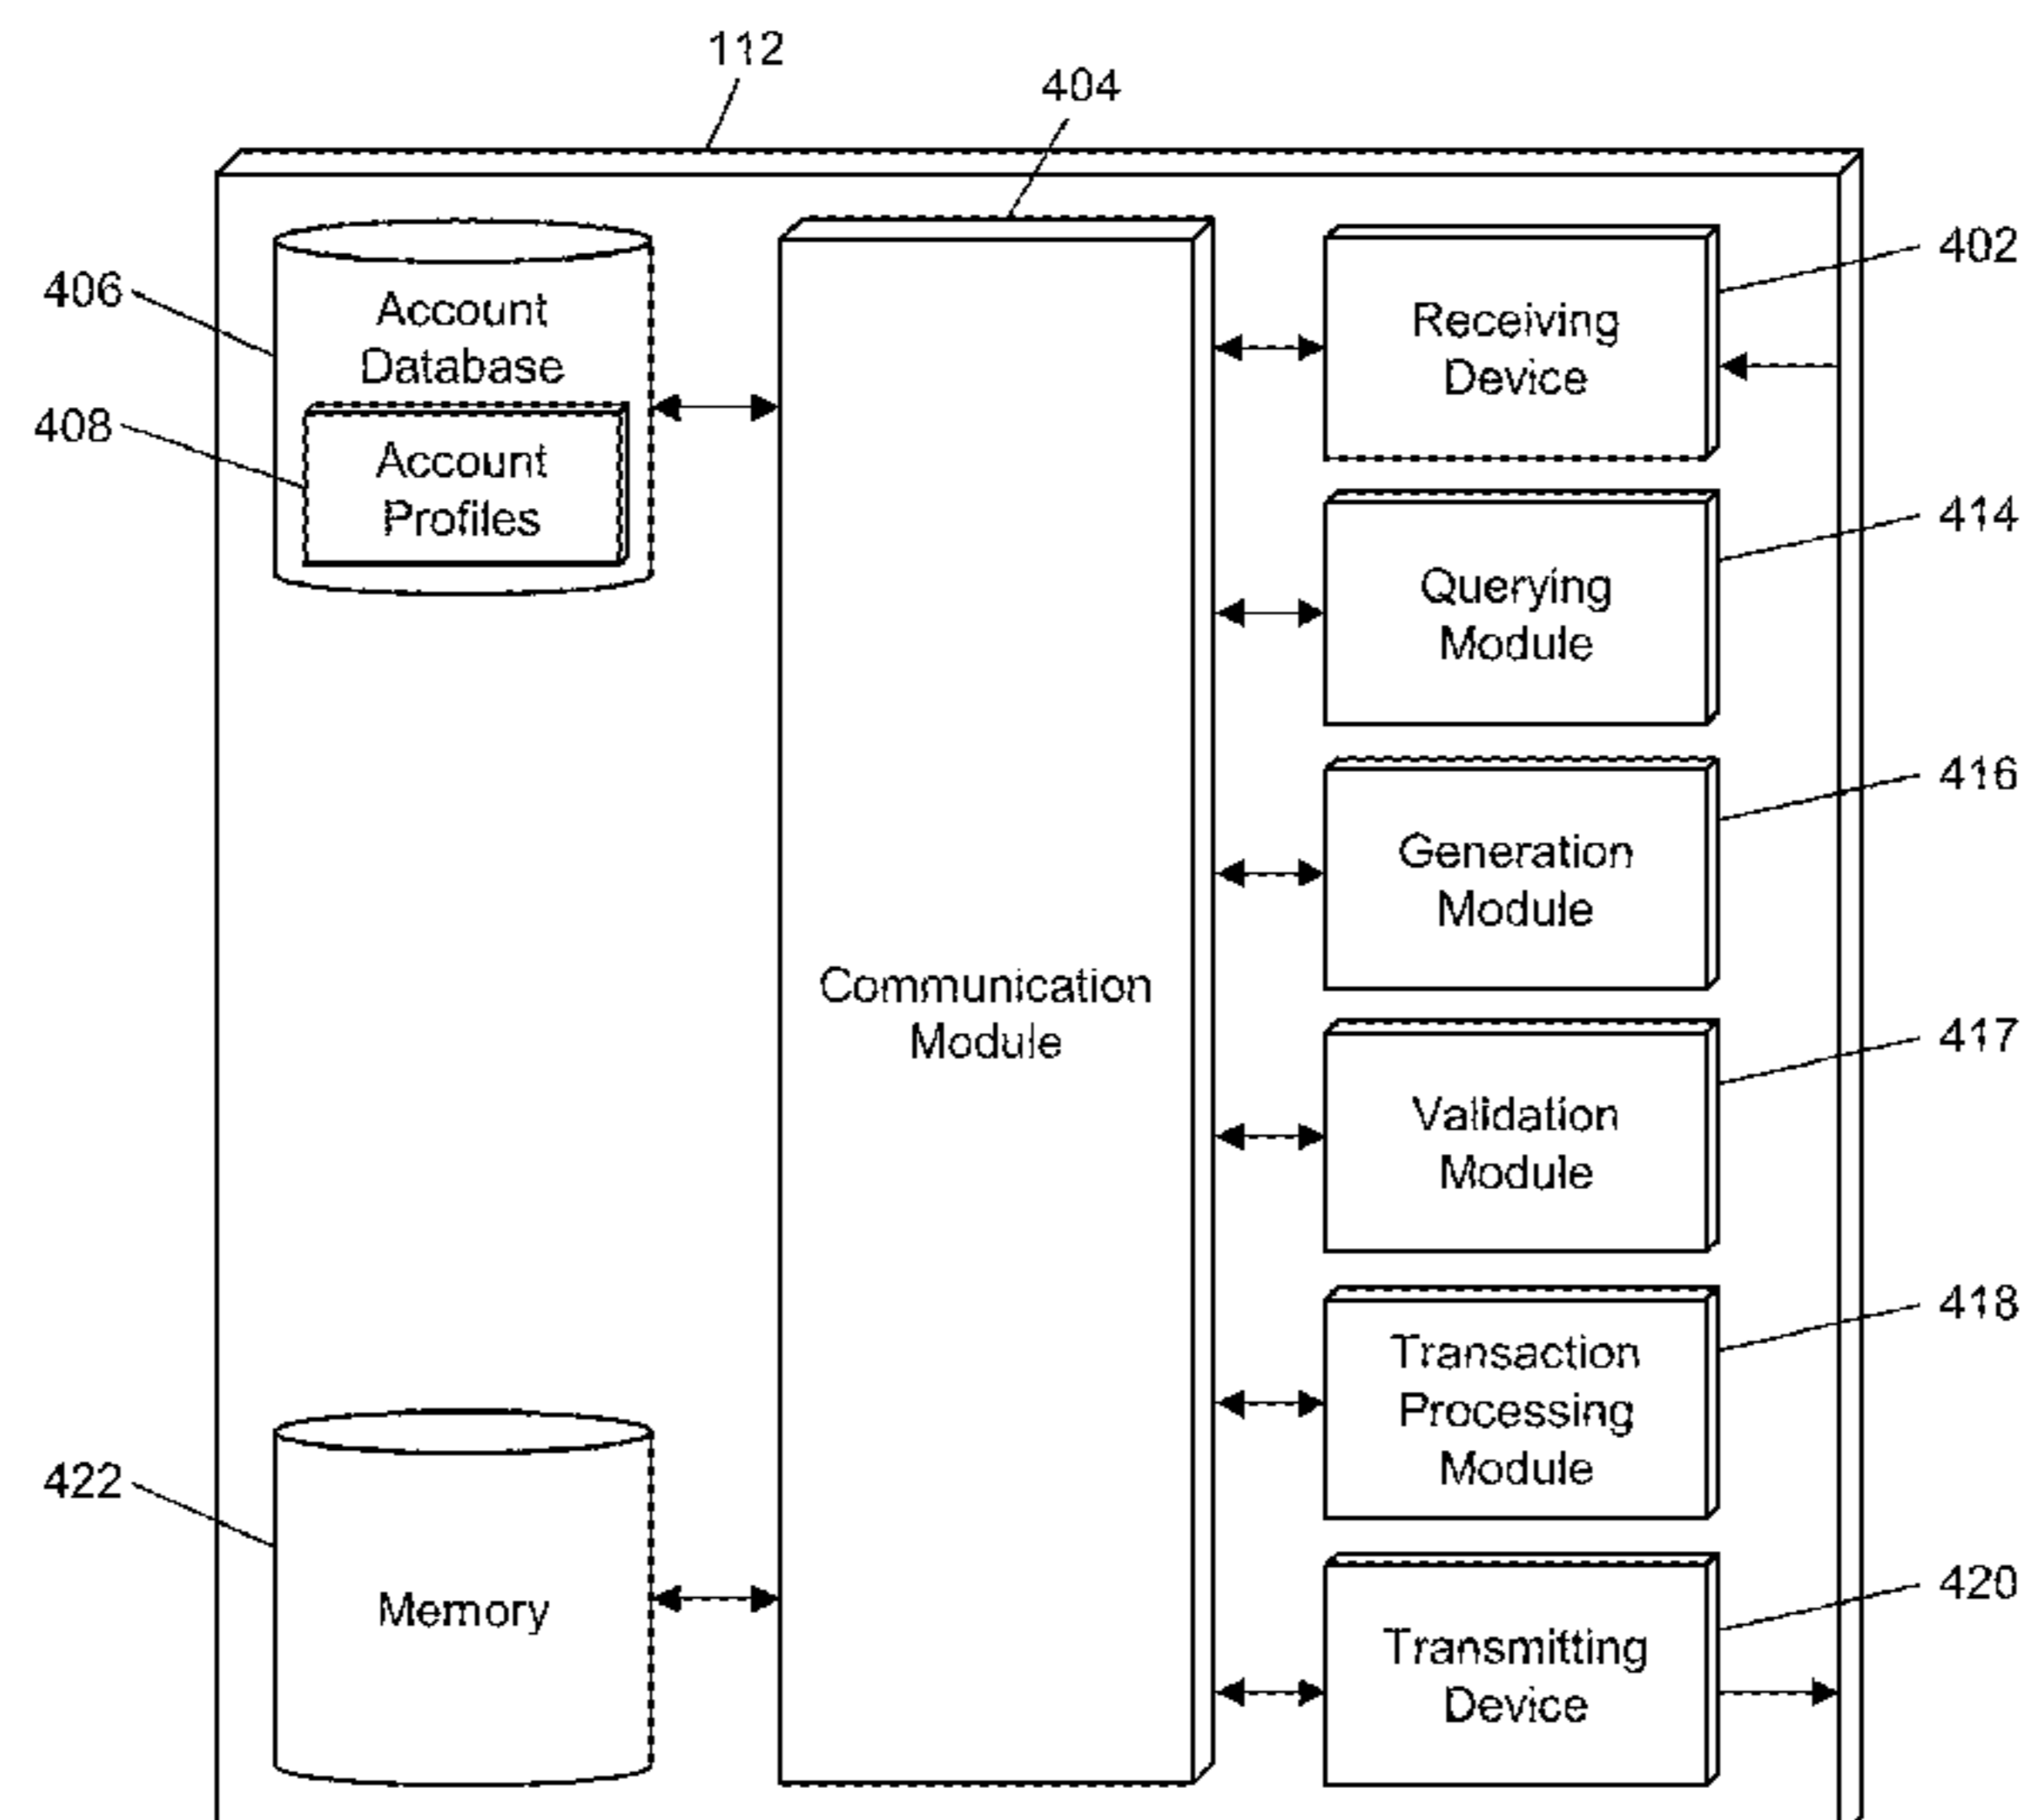 112
404
406
Account
Database
408
Account
Profiles
Communication
Module
422
Memory
Receiving
Device
402
Querying
Module
414
Generation
Module
416
Validation
Module
417
Transaction
Processing
Module
418
Transmitting
Device
420